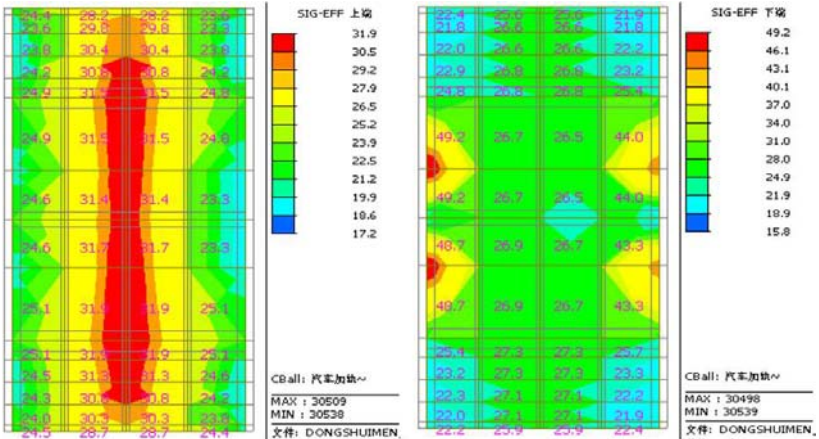 24.4 28.2 28.2 23.6
23.6 29.8 29.8
23.8 30.4 30.4 23.8
24.2 30.8 30.8 24.2
24.9 31.5 31.5 24.8
24.9 31.5 31.5 24.8
24.6 31.4 31.4 23.3
24.6 31.7 31.7 23.3
25.1 31.9 31.9 25.1
25.1 31.9 31.9 25.1
24.5 31.3 31.3 24.6
24.3 30.8 30.8 24.2
24.0 30.3 30.3 23.8
24.5 28.7 28.7 24.4
SIG-EFF 上端
31.9
30.5
29.2
27.9
26.5
25.2
23.9
22.5
21.2
19.9
18.6
17.2
CBall: 汽车加轨~
MAX : 30509
MIN : 30538
文件: DONGSHUIMEN
22.4 25.6 25.6 21.9
21.8 26.6 26.6 21.8
22.0 26.6 26.6 22.2
22.9 26.8 26.8 23.2
24.8 26.8 26.8 25.4
49.2 26.7 26.5 44.0
49.2 26.7 26.5 44.0
48.7 26.9 26.7 43.3
48.7 26.9 26.7 43.3
25.4 27.3 27.3 25.7
23.2 27.3 27.3 23.3
22.3 27.1 27.1 22.2
22.0 27.1 27.1 21.9
22.2 25.9 25.9 22.4
SIG-EFF 下端
49.2
46.1
43.1
40.1
37.0
34.0
31.0
28.0
24.9
21.9
18.9
15.8
CBall: 汽车加轨~
MAX : 30498
MIN : 30539
文件: DONGSHUIMEN